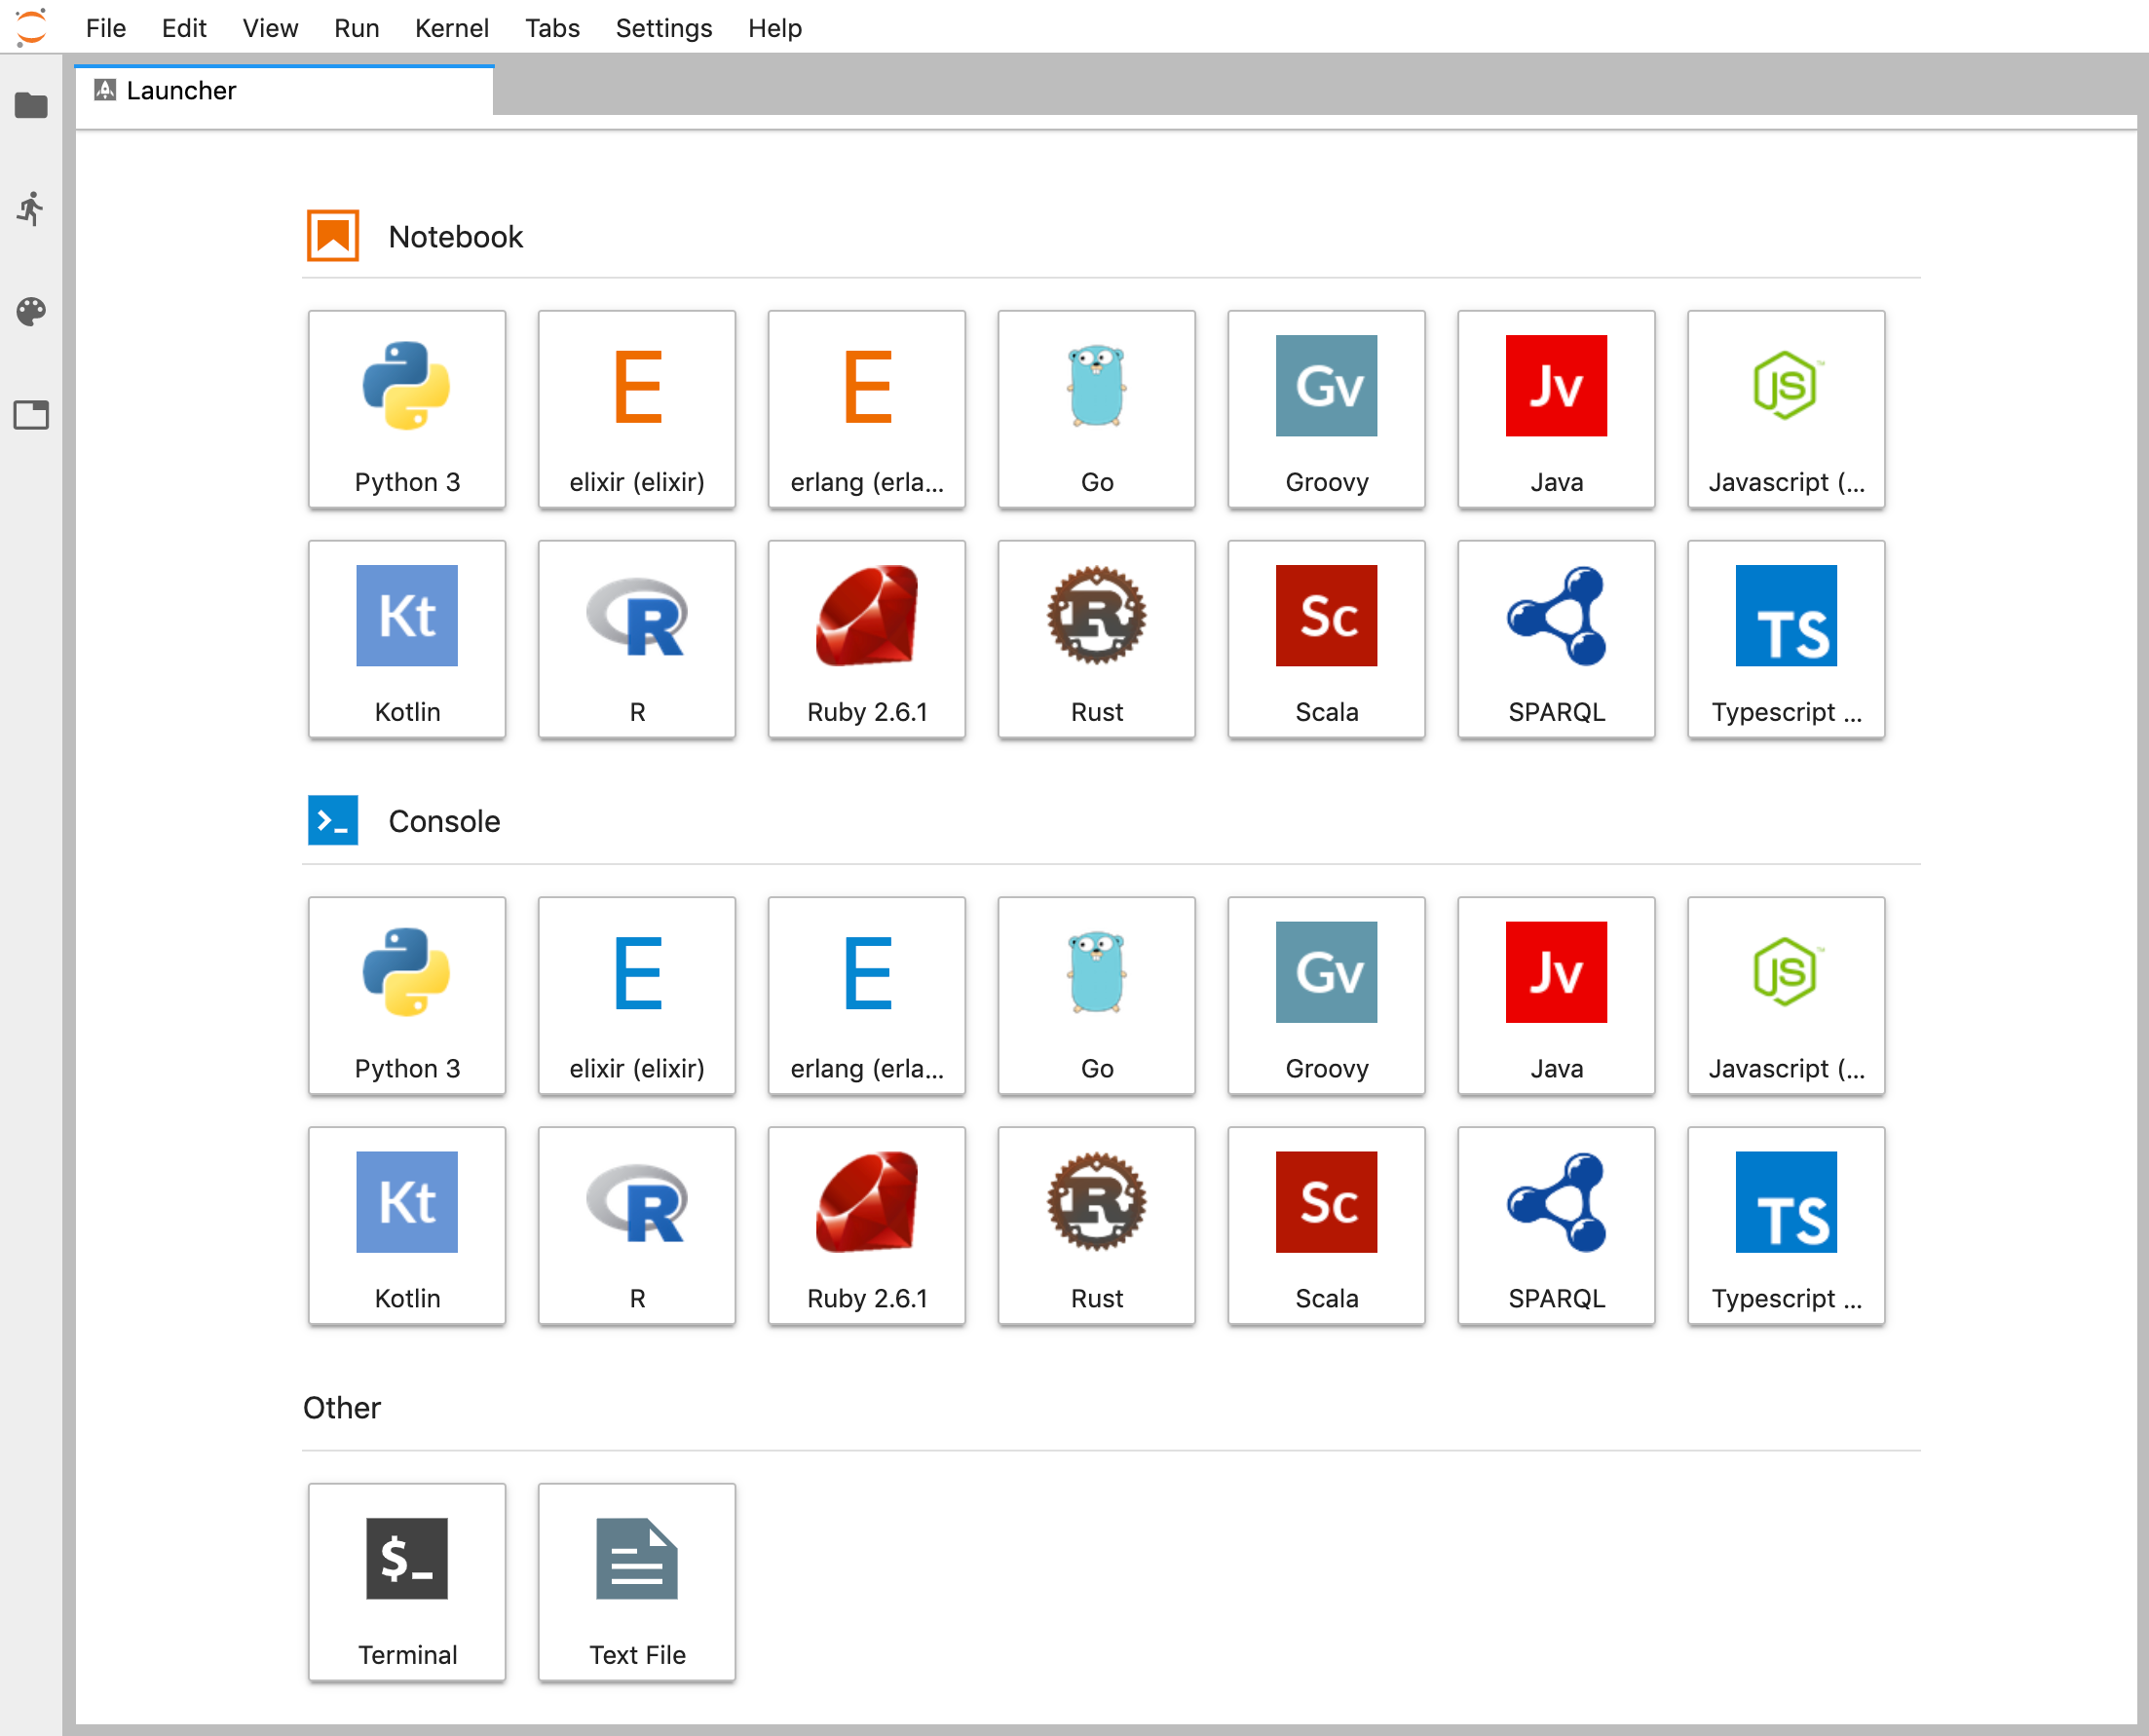 File Edit View Run Kernel Tabs Settings Help
Launcher
Notebook
E E Gv Jv JS™
Python 3 elixir (elixir) erlang (erla... Go Groovy Java Javascript (...
Kt R R Sc TS
Kotlin R Ruby 2.6.1 Rust Scala SPARQL Typescript ...
>_ Console
E E Gv Jv JS™
Python 3 elixir (elixir) erlang (erla... Go Groovy Java Javascript (...
Kt R R Sc TS
Kotlin R Ruby 2.6.1 Rust Scala SPARQL Typescript ...
Other
$_
Terminal Text File